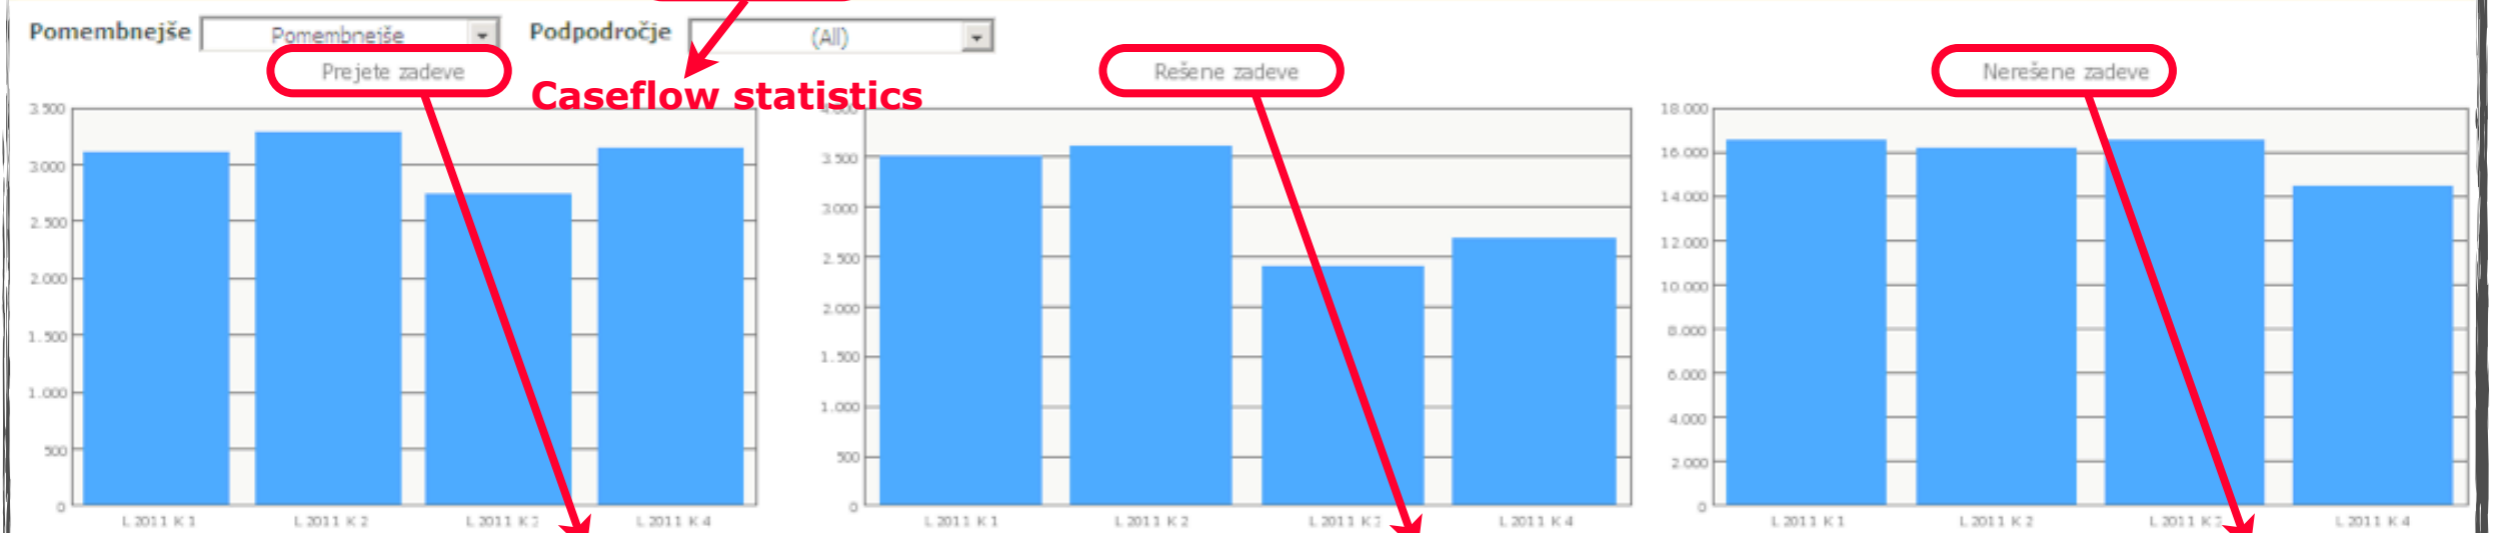 Pomembnejše Pomembnejše Podpodročje (All)
Prejete zadeve Rešene zadeve Nerešene zadeve
Caseflow statistics
3.500 18.000
3.000 3.500 16.000
2.500 3.000 14.000
2.000 2.500 12.000
1.500 2.000 10.000
1.000 1.500 8.000
500 1.000 6.000
500 4.000
2.000
0 0 0
L 2011 K 1 L 2011 K 2 L 2011 K L 2011 K 4 L 2011 K 1 L 2011 K 2 L 2011 K L 2011 K 4 L 2011 K 1 L 2011 K 2 L 2011 K L 2011 K 4